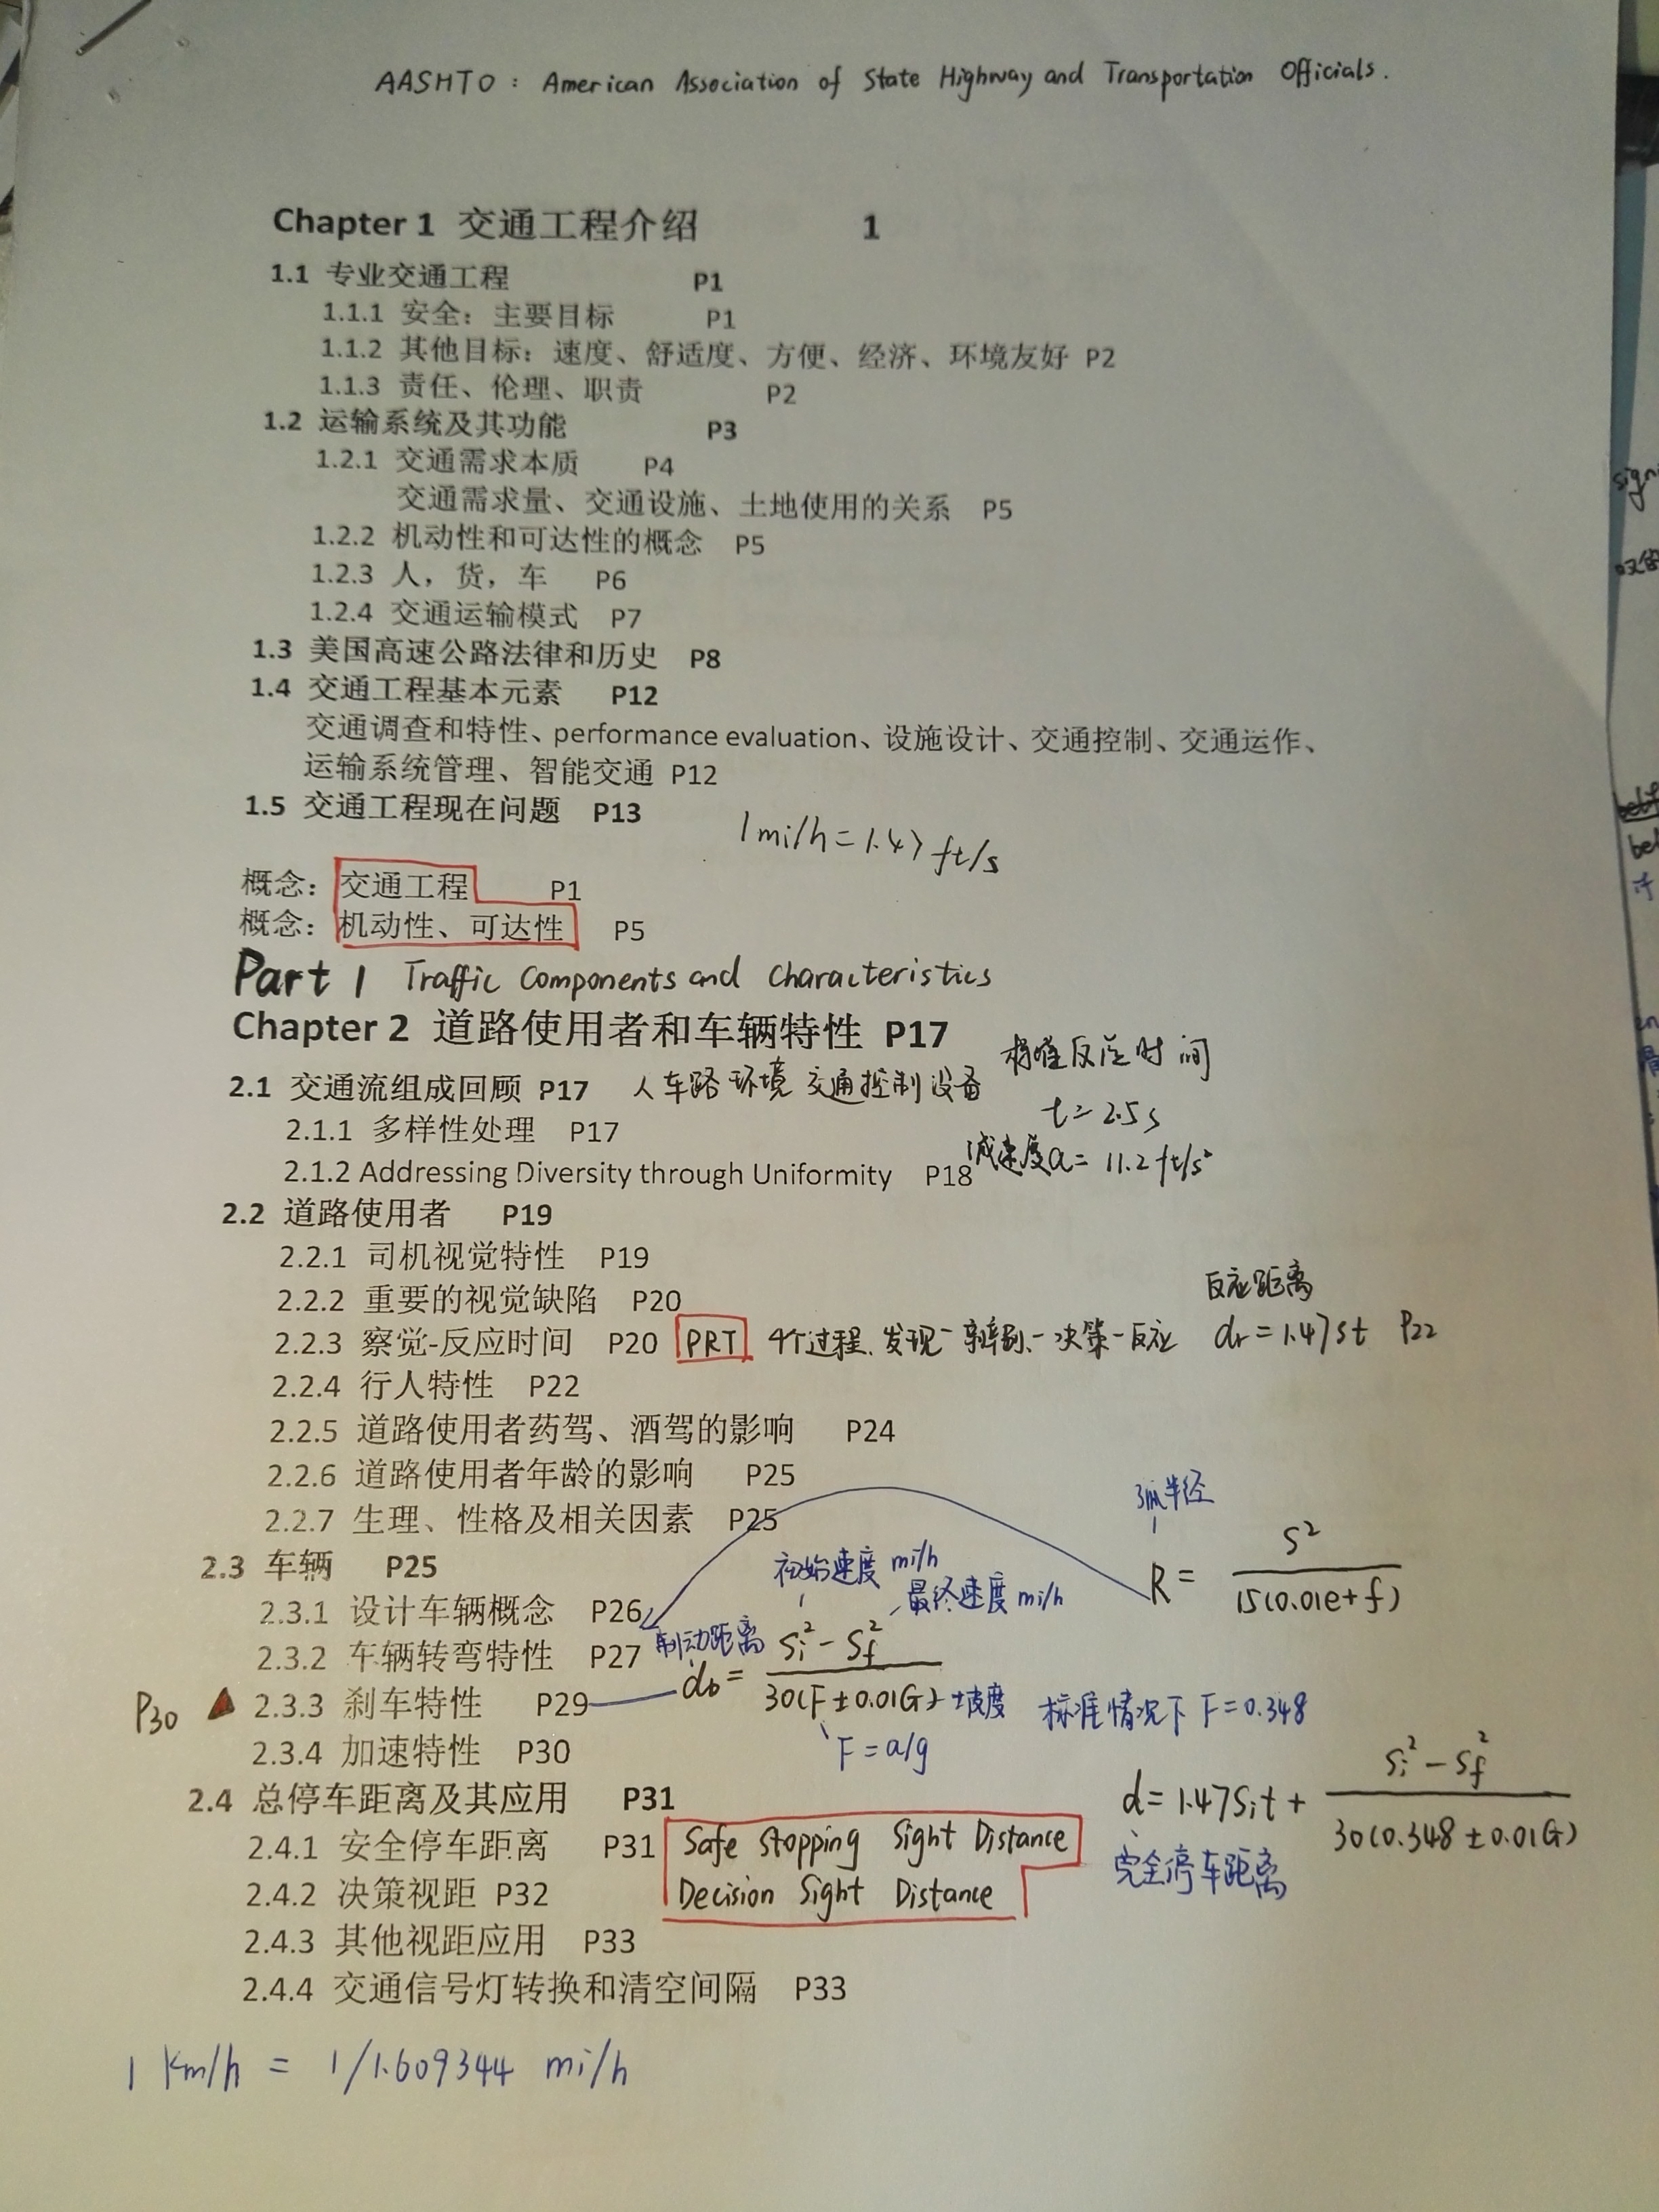 AASHTO : American Association of State Highway and Transportation Officials.
Chapter 1 交通工程介绍 1
1.1 专业交通工程 P1
1.1.1 安全：主要目标 P1
1.1.2 其他目标：速度、舒适度、方便、经济、环境友好 P2
1.1.3 责任、伦理、职责 P2
1.2 运输系统及其功能 P3
1.2.1 交通需求本质 P4
交通需求量、交通设施、土地使用的关系 P5
1.2.2 机动性和可达性的概念 P5
1.2.3 人，货，车 P6
1.2.4 交通运输模式 P7
1.3 美国高速公路法律和历史 P8
1.4 交通工程基本元素 P12
交通调查和特性、performance evaluation、设施设计、交通控制、交通运作、
运输系统管理、智能交通 P12
1.5 交通工程现在问题 P13
1 mi/h = 1.47 ft/s
概念：交通工程 P1
概念：机动性、可达性 P5
Part 1 Traffic Components and Characteristics
Chapter 2 道路使用者和车辆特性 P17
标准反应时间
t = 2.5 s
减速度 a = 11.2 ft/s²
2.1 交通流组成回顾 P17 人车路环境 交通控制设备
2.1.1 多样性处理 P17
2.1.2 Addressing Diversity through Uniformity P18
2.2 道路使用者 P19
2.2.1 司机视觉特性 P19
2.2.2 重要的视觉缺陷 P20
反应距离
2.2.3 察觉-反应时间 P20 PRT 4个过程、发现-辨别-决策-反应 dr = 1.47st P22
2.2.4 行人特性 P22
2.2.5 道路使用者药驾、酒驾的影响 P24
2.2.6 道路使用者年龄的影响 P25
2.2.7 生理、性格及相关因素 P25
半径
R = S² / 15(0.01e+f)
2.3 车辆 P25
初始速度 mi/h
最终速度 mi/h
2.3.1 设计车辆概念 P26
2.3.2 车辆转弯特性 P27
制动距离
db = Si² - Sf² / 30(F ± 0.01G) 坡度 标准情况下 F = 0.348
F = a/g
P30 2.3.3 刹车特性 P29
2.3.4 加速特性 P30
2.4 总停车距离及其应用 P31
d = 1.47Sit + Si² - Sf² / 30(0.348 ± 0.01G)
完全停车距离
2.4.1 安全停车距离 P31 Safe Stopping Sight Distance
2.4.2 决策视距 P32 Decision Sight Distance
2.4.3 其他视距应用 P33
2.4.4 交通信号灯转换和清空间隔 P33
1 Km/h = 1/1.609344 mi/h